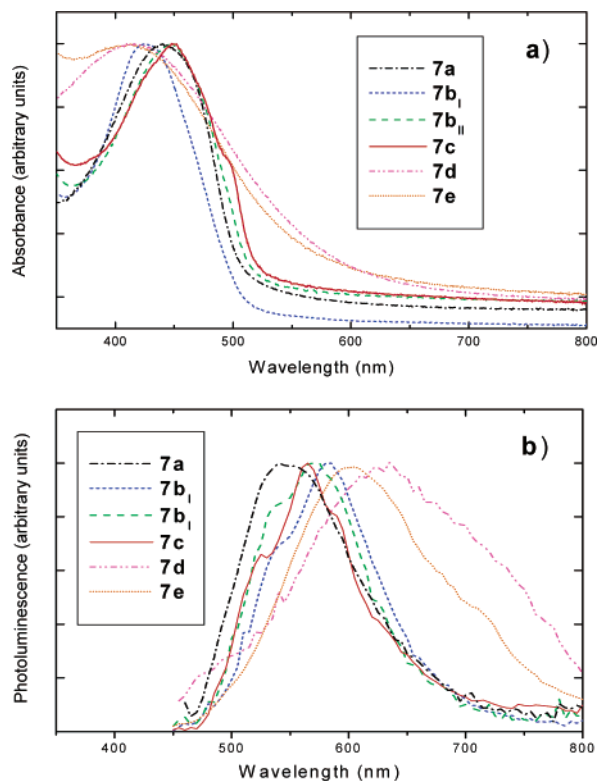 a)
7a
7bI
7bII
7c
7d
7e
Absorbance (arbitrary units)
400 500 600 700 800
Wavelength (nm)
b)
7a
7bI
7bI
7c
7d
7e
Photoluminescence (arbitrary units)
400 500 600 700 800
Wavelength (nm)